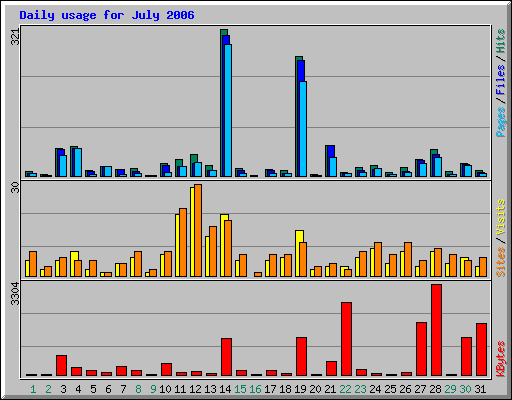 Daily usage for July 2006
321
Pages / Files / Hits
30
Sites / Visits
3304
KBytes
1 2 3 4 5 6 7 8 9 10 11 12 13 14 15 16 17 18 19 20 21 22 23 24 25 26 27 28 29 30 31